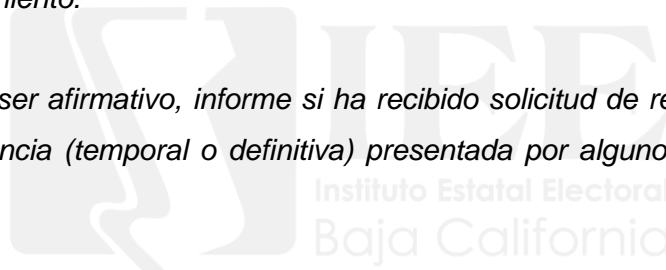 miento.
ser afirmativo, informe si ha recibido solicitud de re
ncia (temporal o definitiva) presentada por alguno
IEE
Instituto Estatal Electoral
Baja California